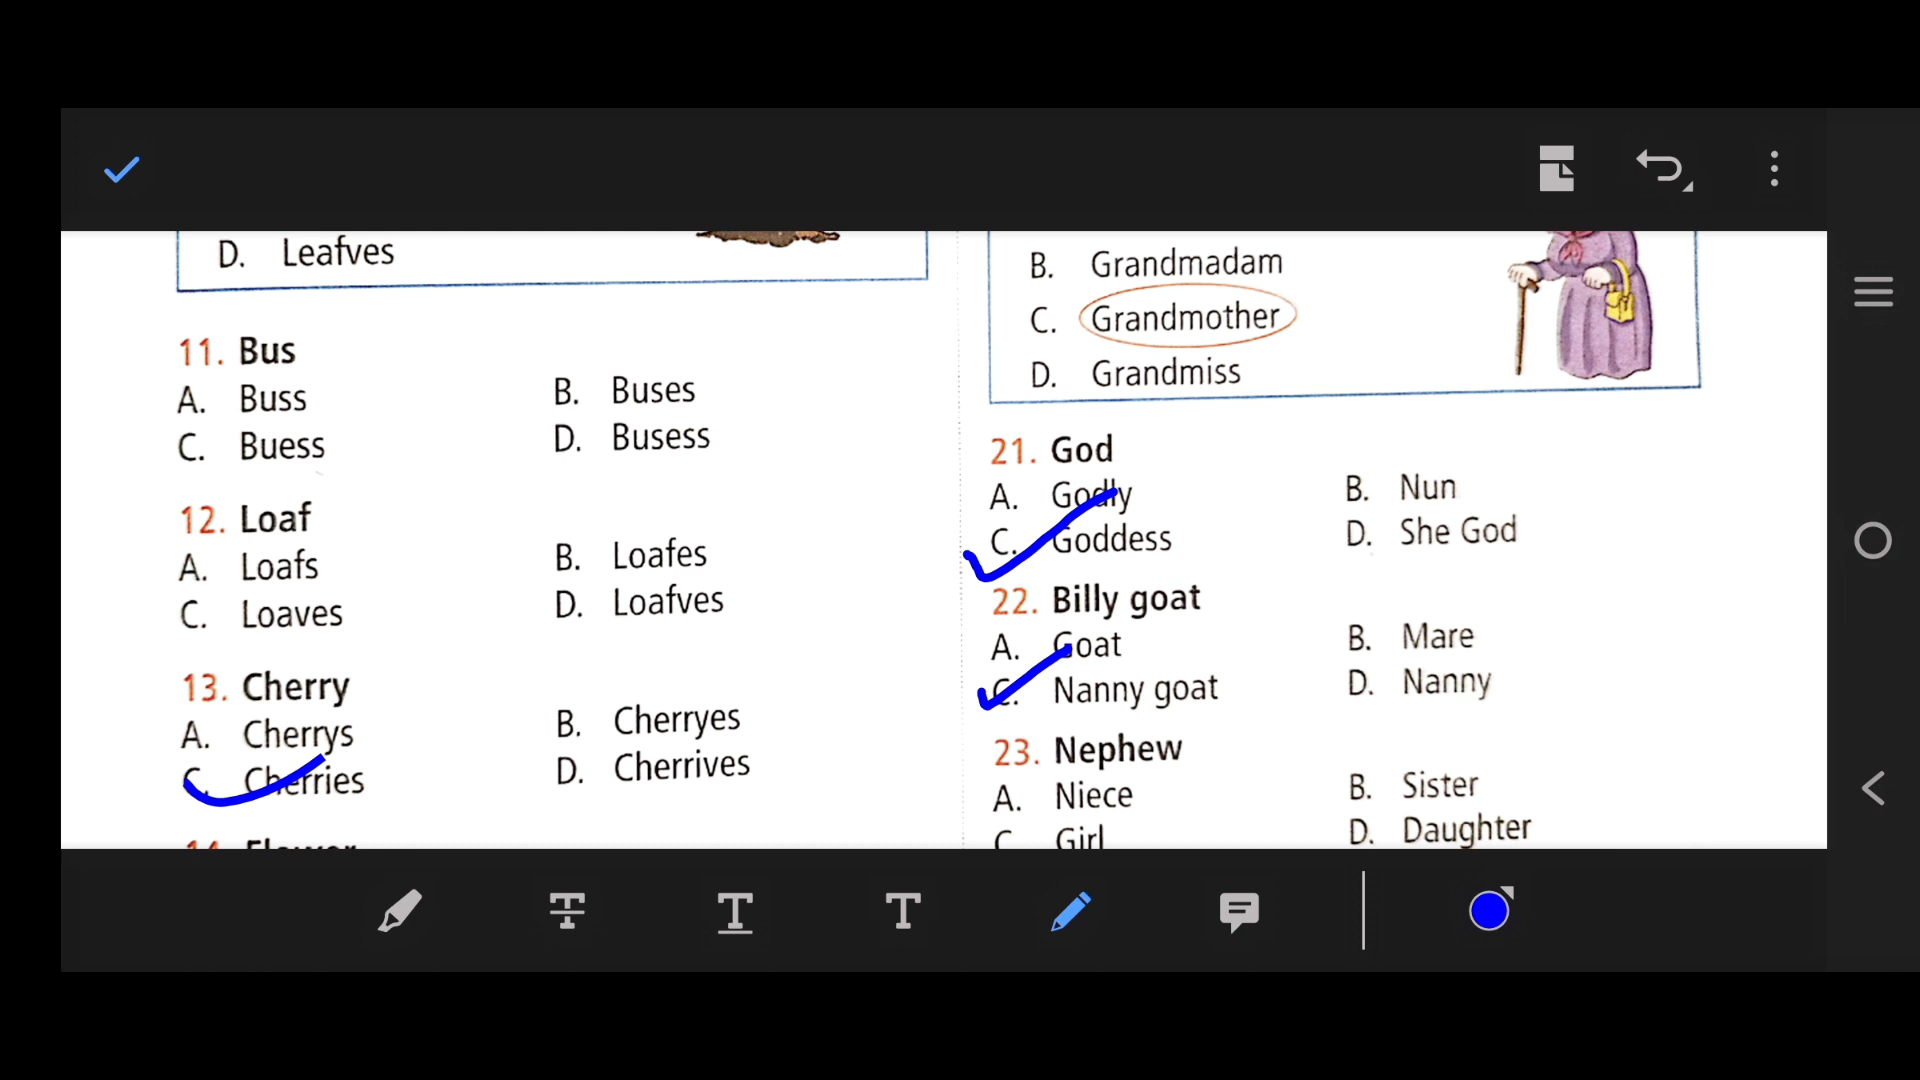 D. Leafves
11. Bus
A. Buss B. Buses
C. Buess D. Busess
12. Loaf
A. Loafs B. Loafes
C. Loaves D. Loafves
13. Cherry
A. Cherrys B. Cherryes
C. Cherries D. Cherrives
14. Flower
B. Grandmadam
C. Grandmother
D. Grandmiss
21. God
A. Godly B. Nun
C. Goddess D. She God
22. Billy goat
A. Goat B. Mare
C. Nanny goat D. Nanny
23. Nephew
A. Niece B. Sister
C. Girl D. Daughter
T T T